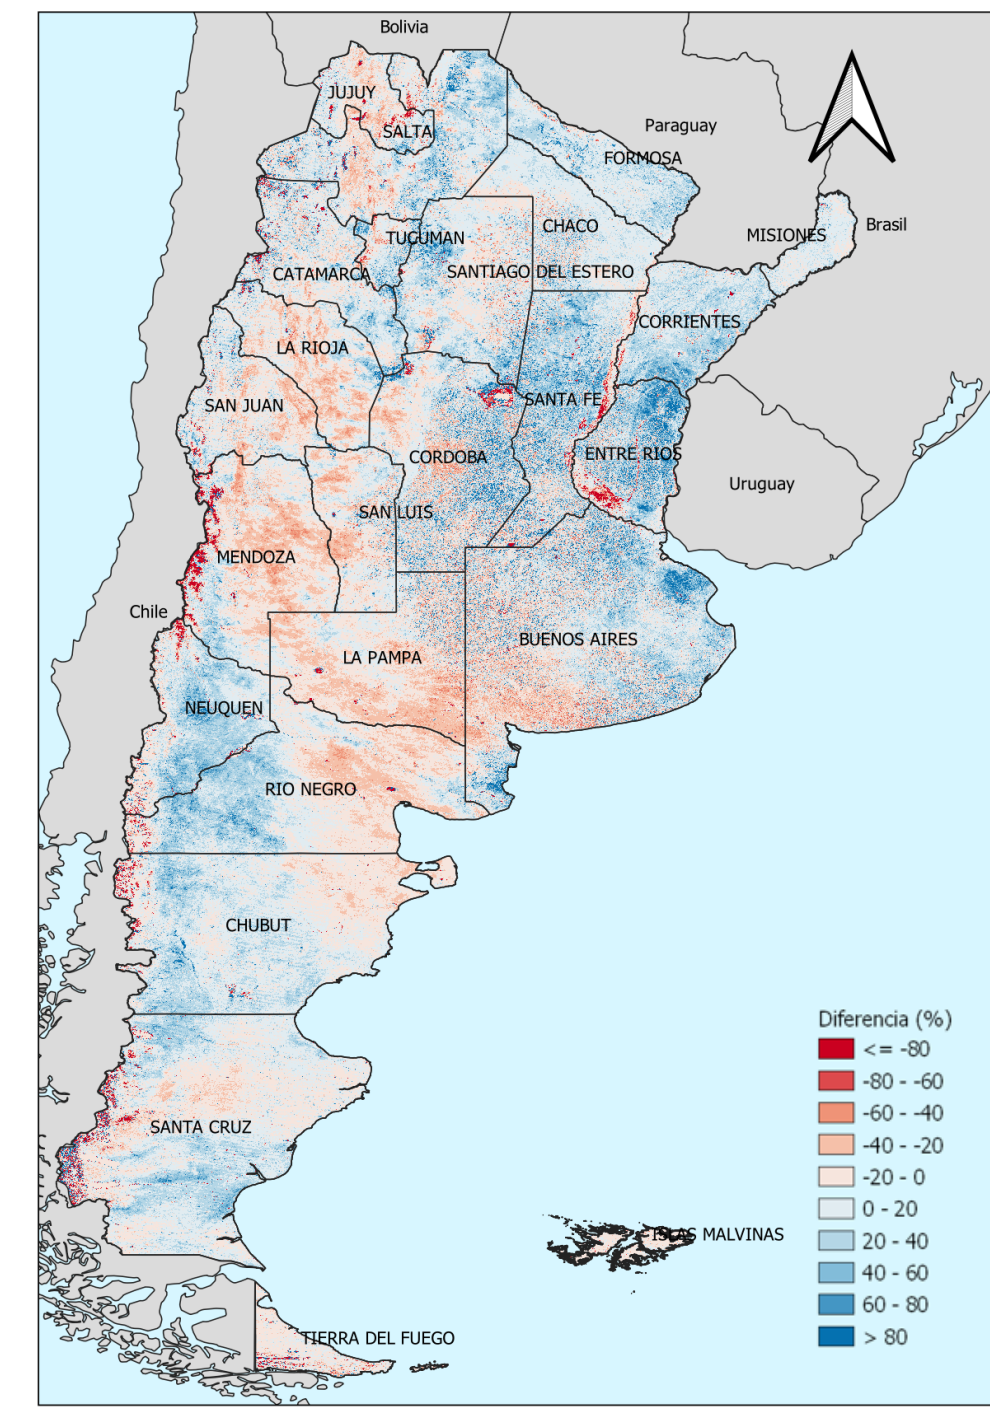 Bolivia
JUJUY
SALTA
Paraguay
FORMOSA
CHACO
MISIONES
Brasil
TUCUMAN
SANTIAGO DEL ESTERO
CATAMARCA
CORRIENTES
LA RIOJA
SAN JUAN
SANTA FE
CORDOBA
ENTRE RIOS
Uruguay
SAN LUIS
MENDOZA
Chile
BUENOS AIRES
LA PAMPA
NEUQUEN
RIO NEGRO
CHUBUT
SANTA CRUZ
ISLAS MALVINAS
TIERRA DEL FUEGO
Diferencia (%)
<= -80
-80 - -60
-60 - -40
-40 - -20
-20 - 0
0 - 20
20 - 40
40 - 60
60 - 80
> 80